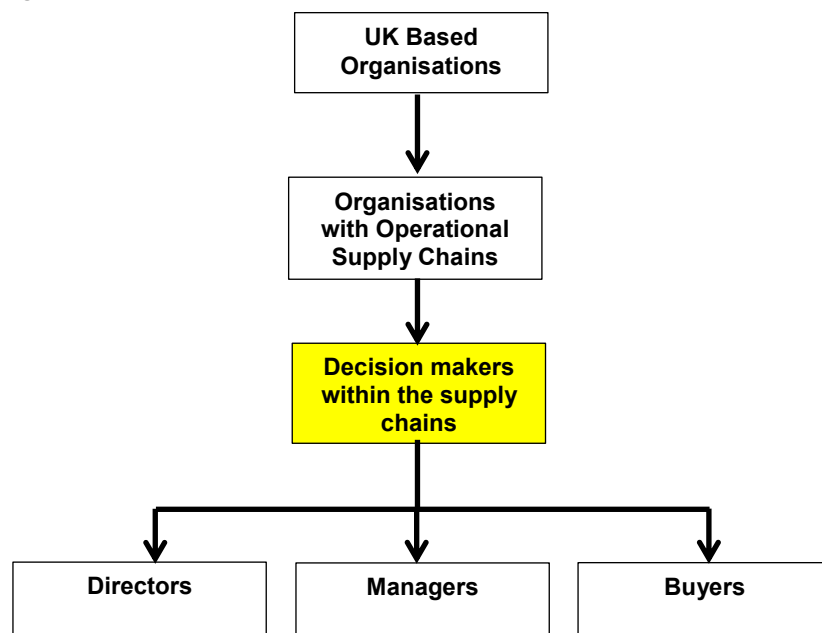 UK Based
Organisations
Organisations
with Operational
Supply Chains
Decision makers
within the supply
chains
Directors
Managers
Buyers